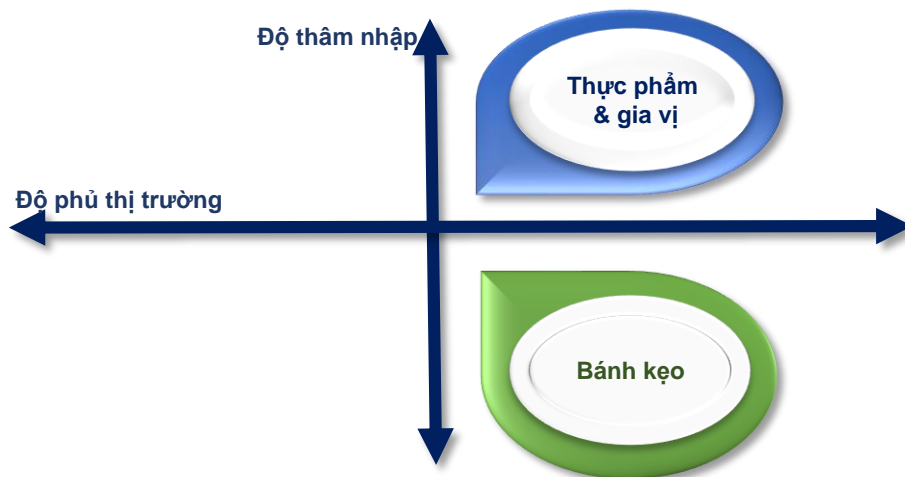 Độ thâm nhập
Thực phẩm
& gia vị
Độ phủ thị trường
Bánh kẹo